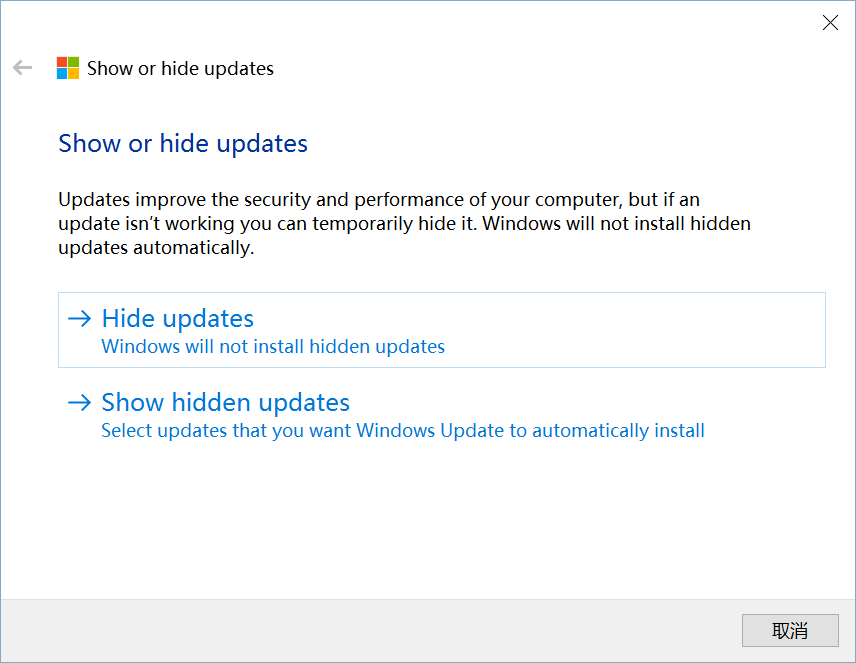 Show or hide updates
Show or hide updates
Updates improve the security and performance of your computer, but if an
update isn't working you can temporarily hide it. Windows will not install hidden
updates automatically.
Hide updates
Windows will not install hidden updates
Show hidden updates
Select updates that you want Windows Update to automatically install
取消